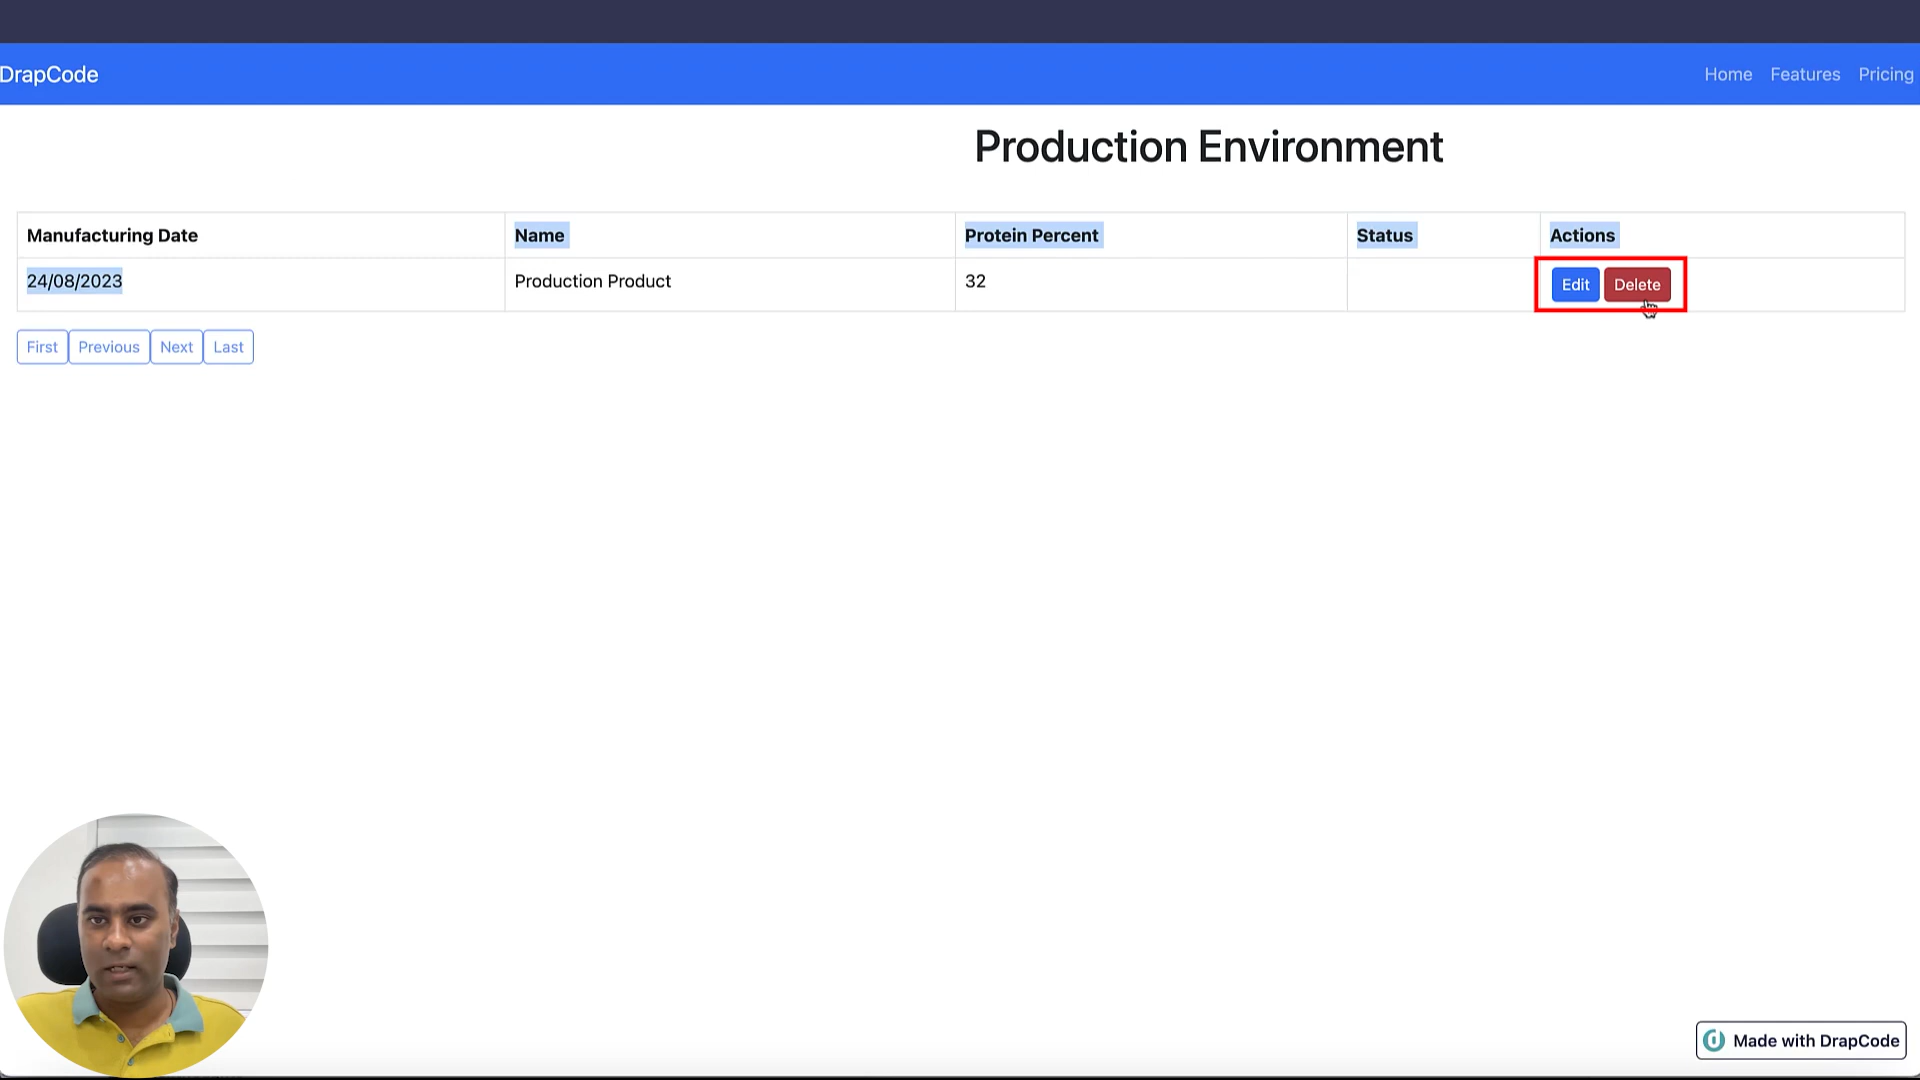 DrapCode Home Features Pricing
Production Environment
Manufacturing Date Name Protein Percent Status Actions
24/08/2023 Production Product 32 Edit Delete
First Previous Next Last
Made with DrapCode